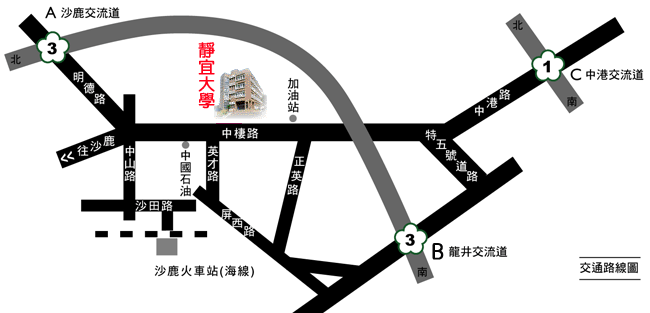 A 沙鹿交流道
3
北
明德路
往沙鹿
靜宜大學
加油站
中棲路
中山路
中國石油
英才路
正英路
沙田路
屏西路
沙鹿火車站(海線)
北
1
C 中港交流道
南
中港路
特五號道路
3
B 龍井交流道
南
交通路線圖